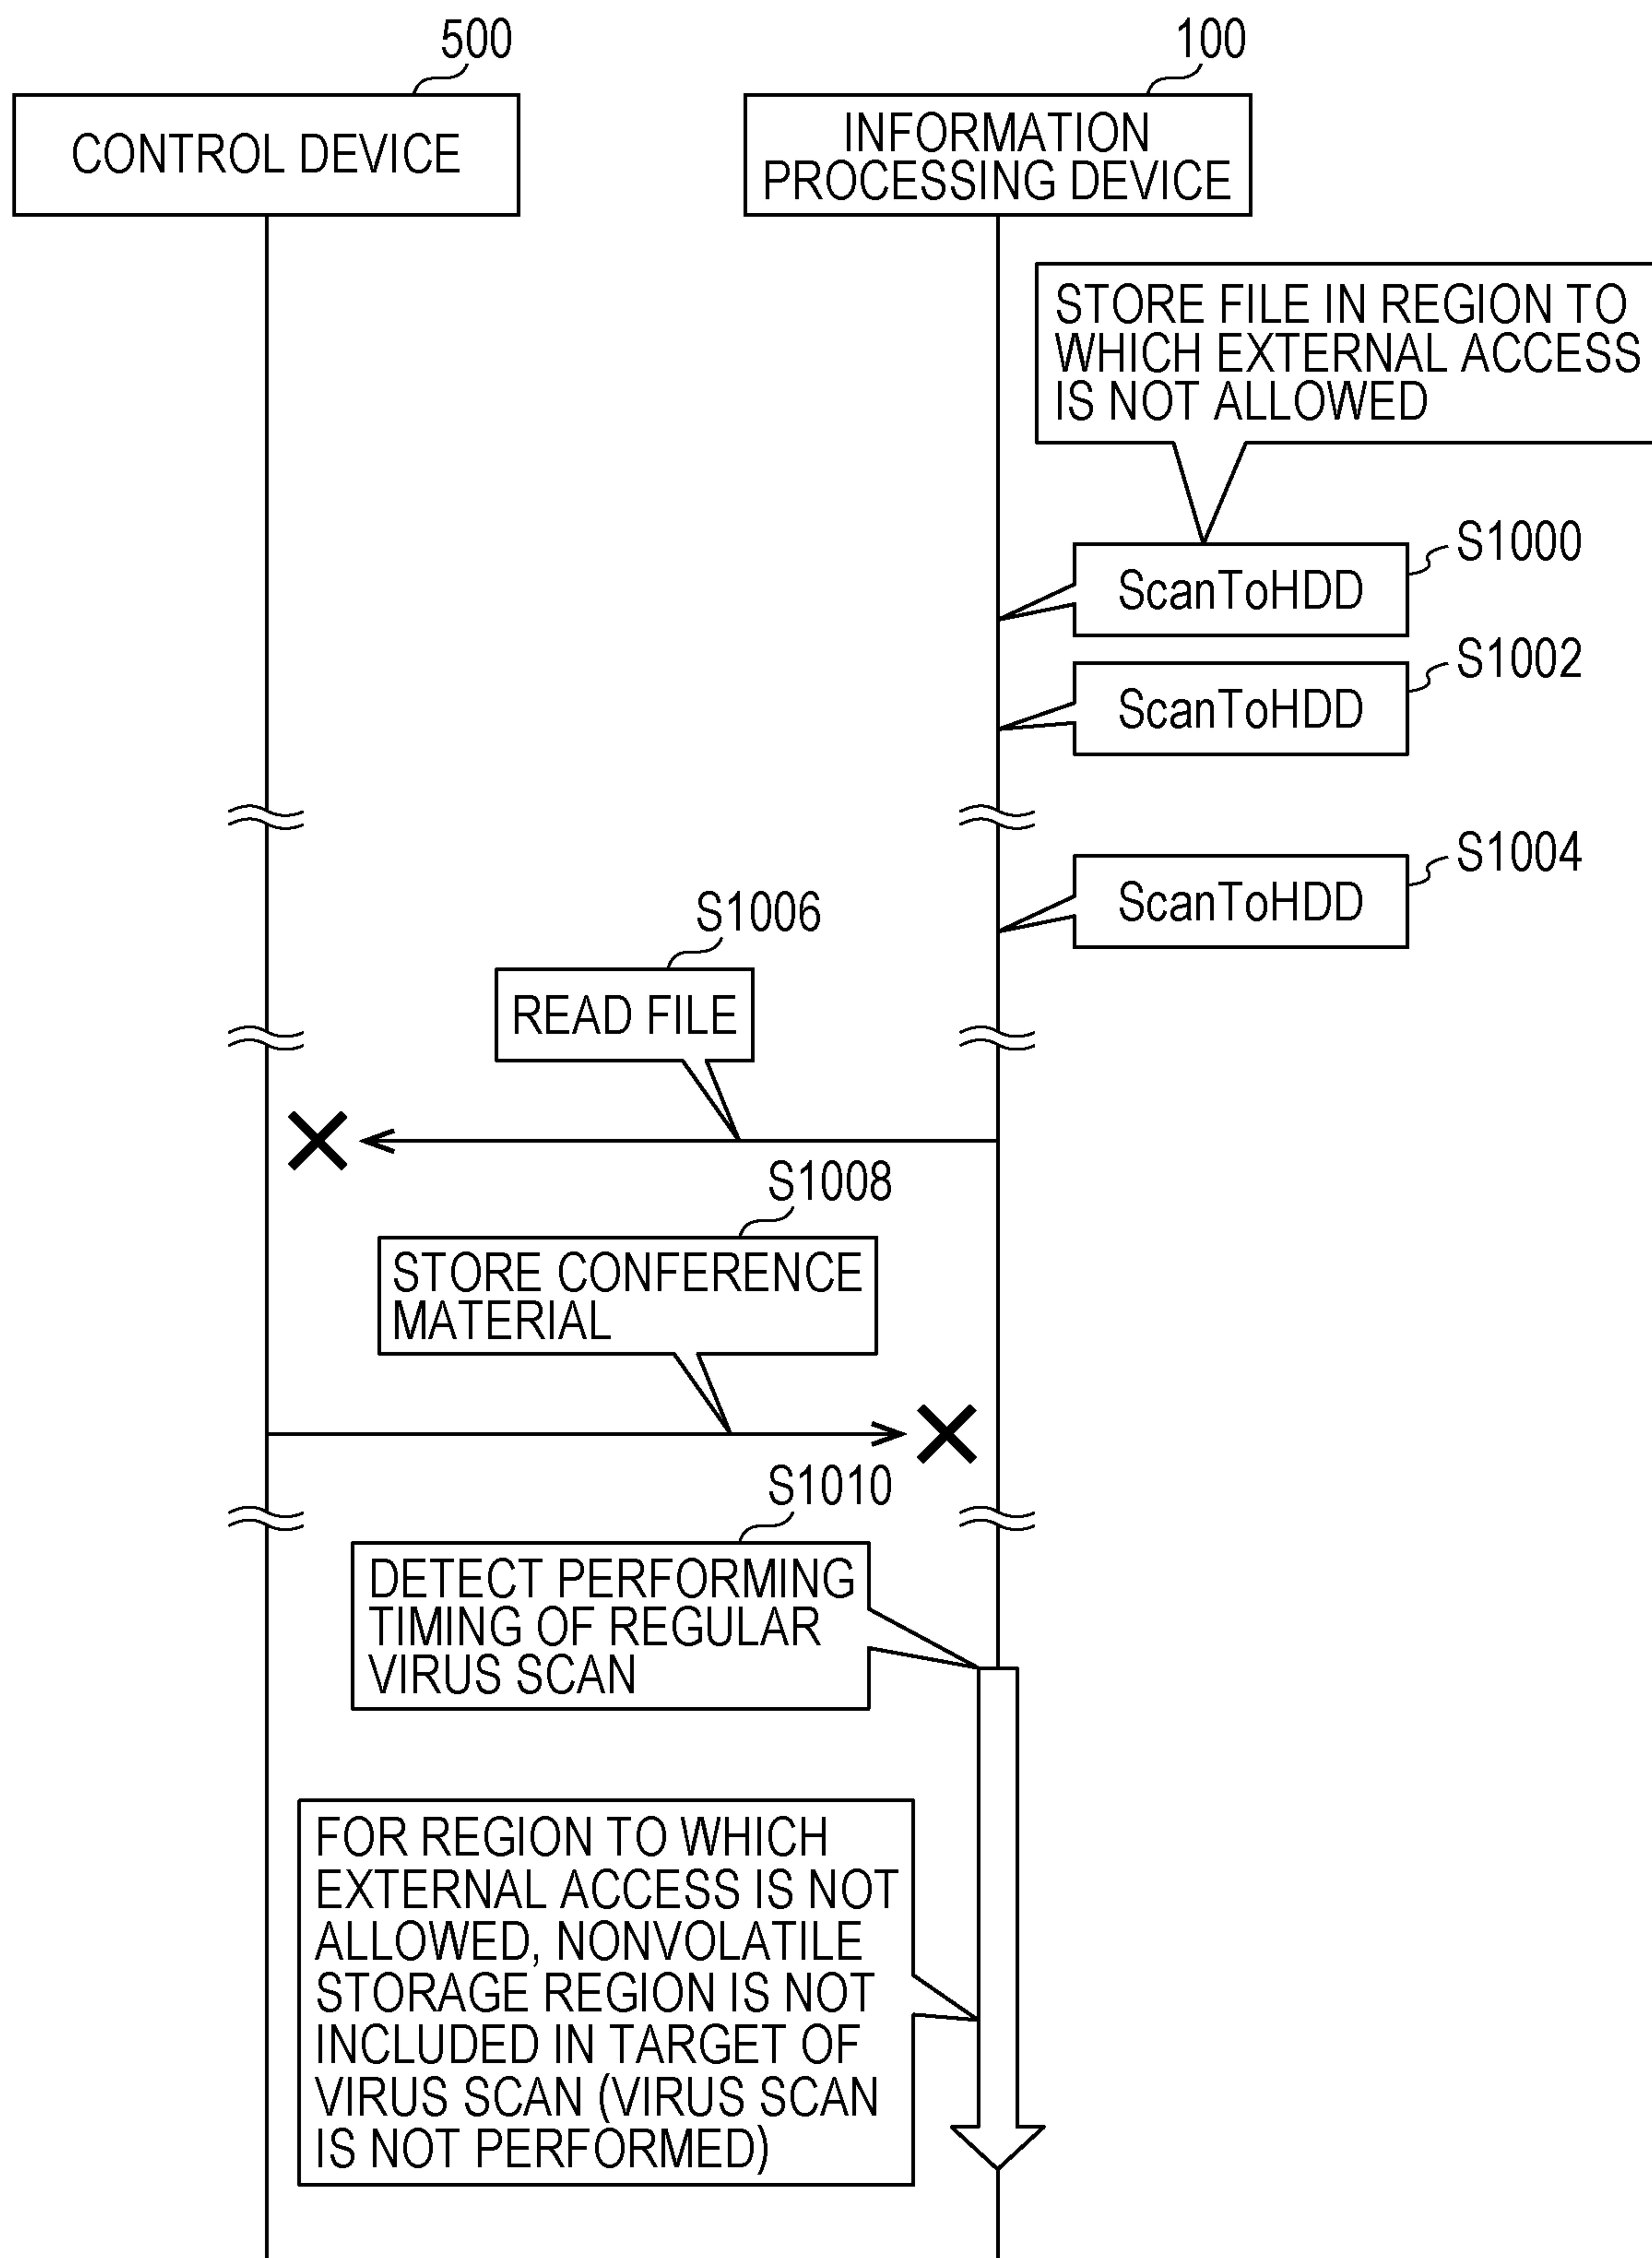 500
100
CONTROL DEVICE
INFORMATION
PROCESSING DEVICE
STORE FILE IN REGION TO
WHICH EXTERNAL ACCESS
IS NOT ALLOWED
S1000
ScanToHDD
S1002
ScanToHDD
S1004
ScanToHDD
S1006
READ FILE
S1008
STORE CONFERENCE
MATERIAL
S1010
DETECT PERFORMING
TIMING OF REGULAR
VIRUS SCAN
FOR REGION TO WHICH
EXTERNAL ACCESS IS NOT
ALLOWED, NONVOLATILE
STORAGE REGION IS NOT
INCLUDED IN TARGET OF
VIRUS SCAN (VIRUS SCAN
IS NOT PERFORMED)